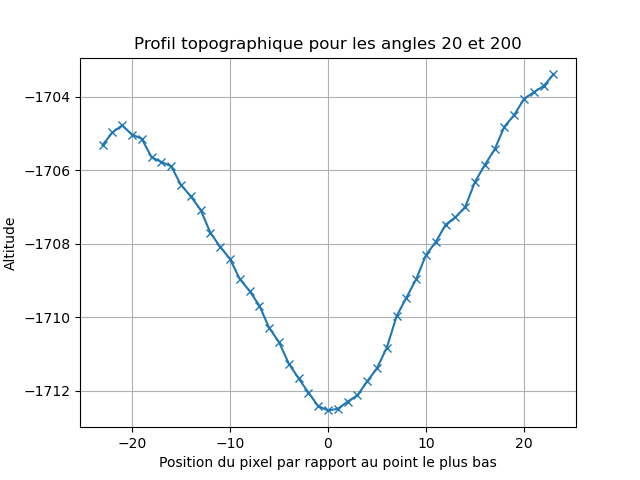 Profil topographique pour les angles 20 et 200
Altitude
−1704
−1706
−1708
−1710
−1712
−20 −10 0 10 20
Position du pixel par rapport au point le plus bas